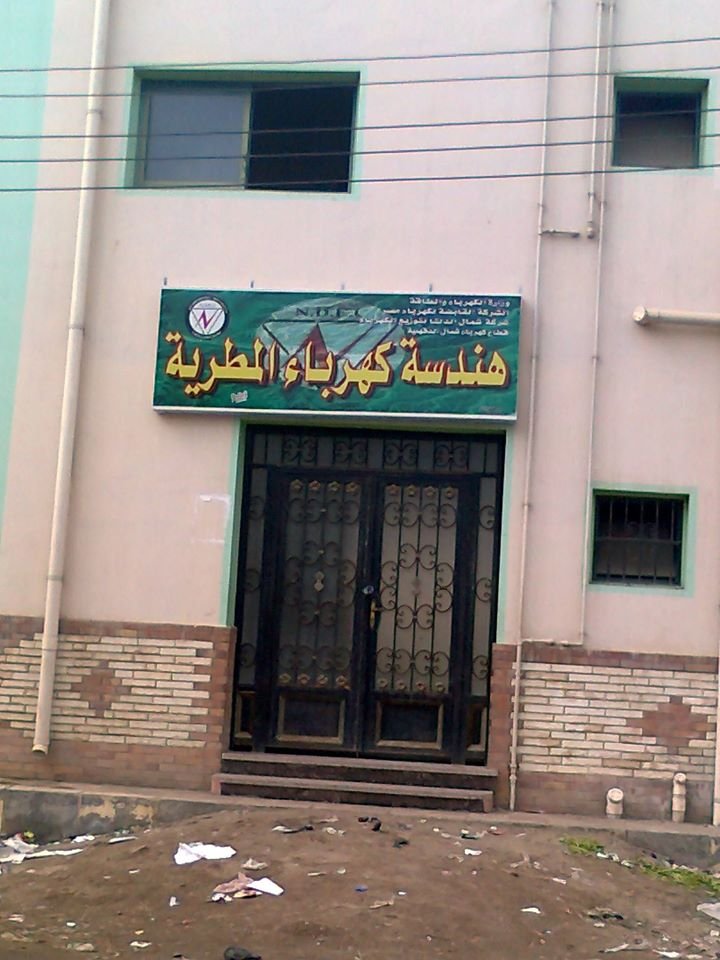 وزارة الكهرباء والطاقة
الشركة القابضة لكهرباء مصر
شركة شمال الدلتا لتوزيع الكهرباء
قطاع كهرباء شمال الدقهلية
هندسة كهرباء المطرية